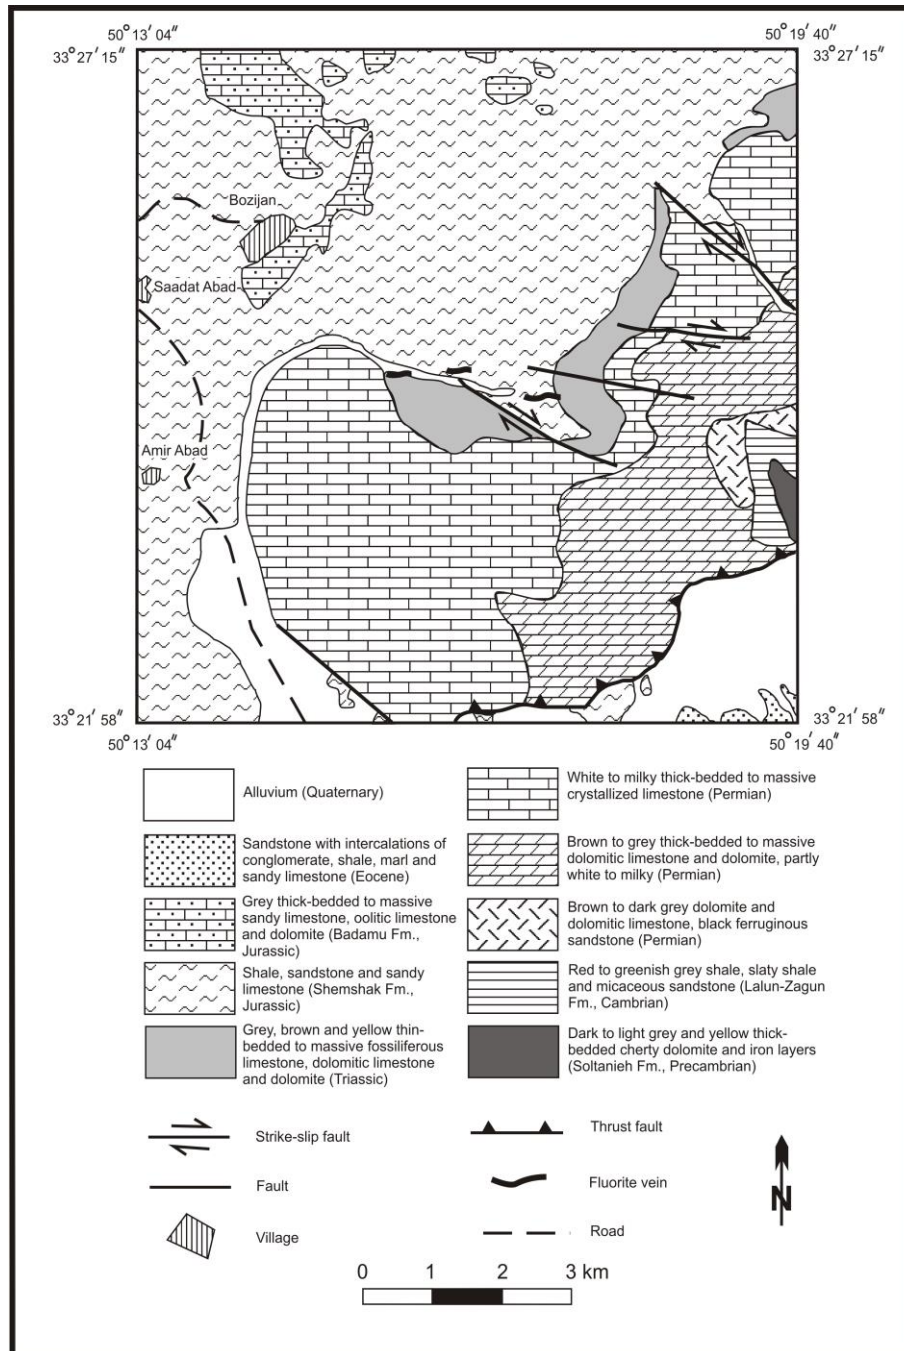 50° 13′ 04″
50° 19′ 40″
33° 27′ 15″
33° 27′ 15″
Bozijan
Saadat Abad
Amir Abad
33° 21′ 58″
33° 21′ 58″
50° 13′ 04″
50° 19′ 40″
Alluvium (Quaternary)
Sandstone with intercalations of
conglomerate, shale, marl and
sandy limestone (Eocene)
Grey thick-bedded to massive
sandy limestone, oolitic limestone
and dolomite (Badamu Fm.,
Jurassic)
Shale, sandstone and sandy
limestone (Shemshak Fm.,
Jurassic)
Grey, brown and yellow thin-
bedded to massive fossiliferous
limestone, dolomitic limestone
and dolomite (Triassic)
White to milky thick-bedded to massive
crystallized limestone (Permian)
Brown to grey thick-bedded to massive
dolomitic limestone and dolomite, partly
white to milky (Permian)
Brown to dark grey dolomite and
dolomitic limestone, black ferruginous
sandstone (Permian)
Red to greenish grey shale, slaty shale
and micaceous sandstone (Lalun-Zagun
Fm., Cambrian)
Dark to light grey and yellow thick-
bedded cherty dolomite and iron layers
(Soltanieh Fm., Precambrian)
Strike-slip fault
Fault
Village
Thrust fault
Fluorite vein
Road
N
0 1 2 3 km